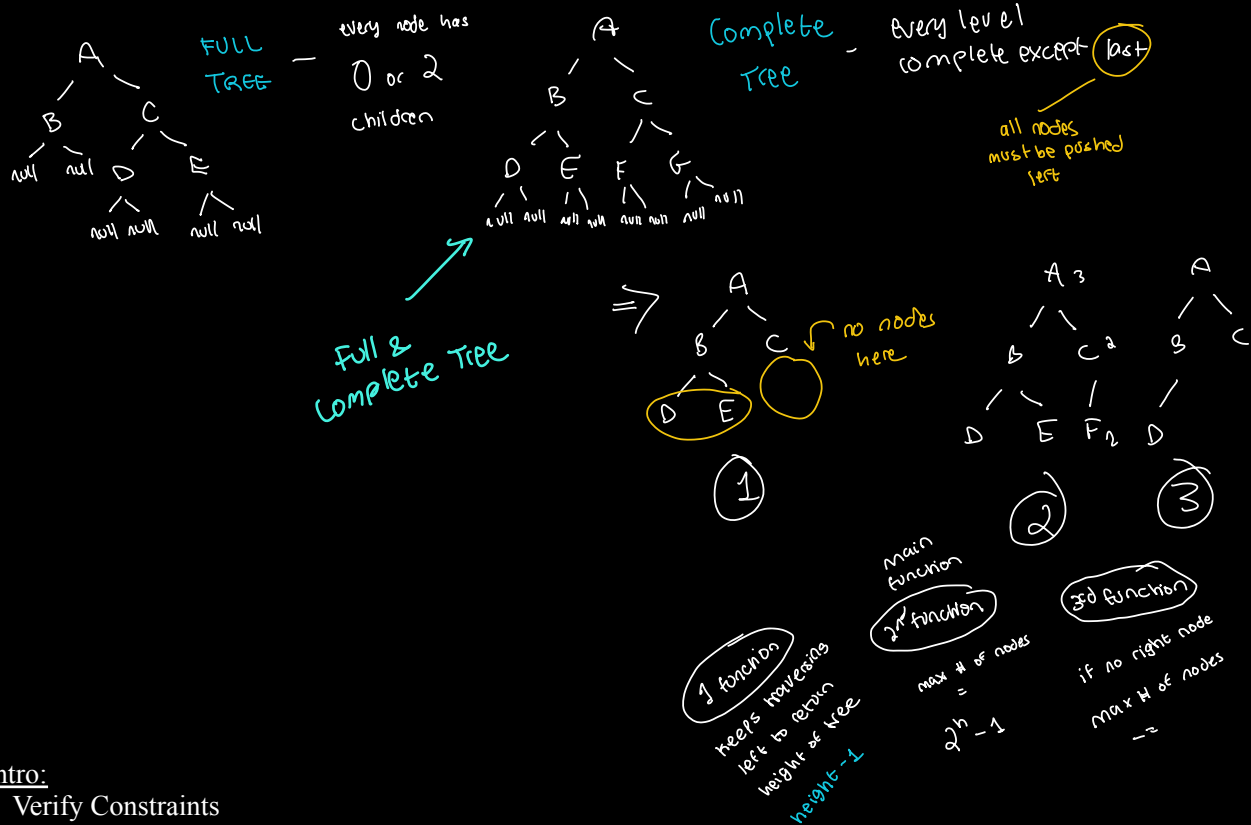 A
B
C
null
null
D
E
null null
null null
FULL
TREE
-
every node has
0 or 2
children
A
B
C
D
E
F
G
null null
null null
null null
null
null
Full &
Complete Tree
Complete
Tree
-
every level
complete except last
all nodes
must be pushed
left
=>
A
B
C
D
E
no nodes
here
1
A 3
B
C 2
D
E
F 2
2
A
B
C
D
3
1 function
keeps traversing
left to return
height of tree
height - 1
main
function
2nd function
max # of nodes
=
2^h - 1
3rd function
if no right node
max # of nodes
-=
ntro:
Verify Constraints